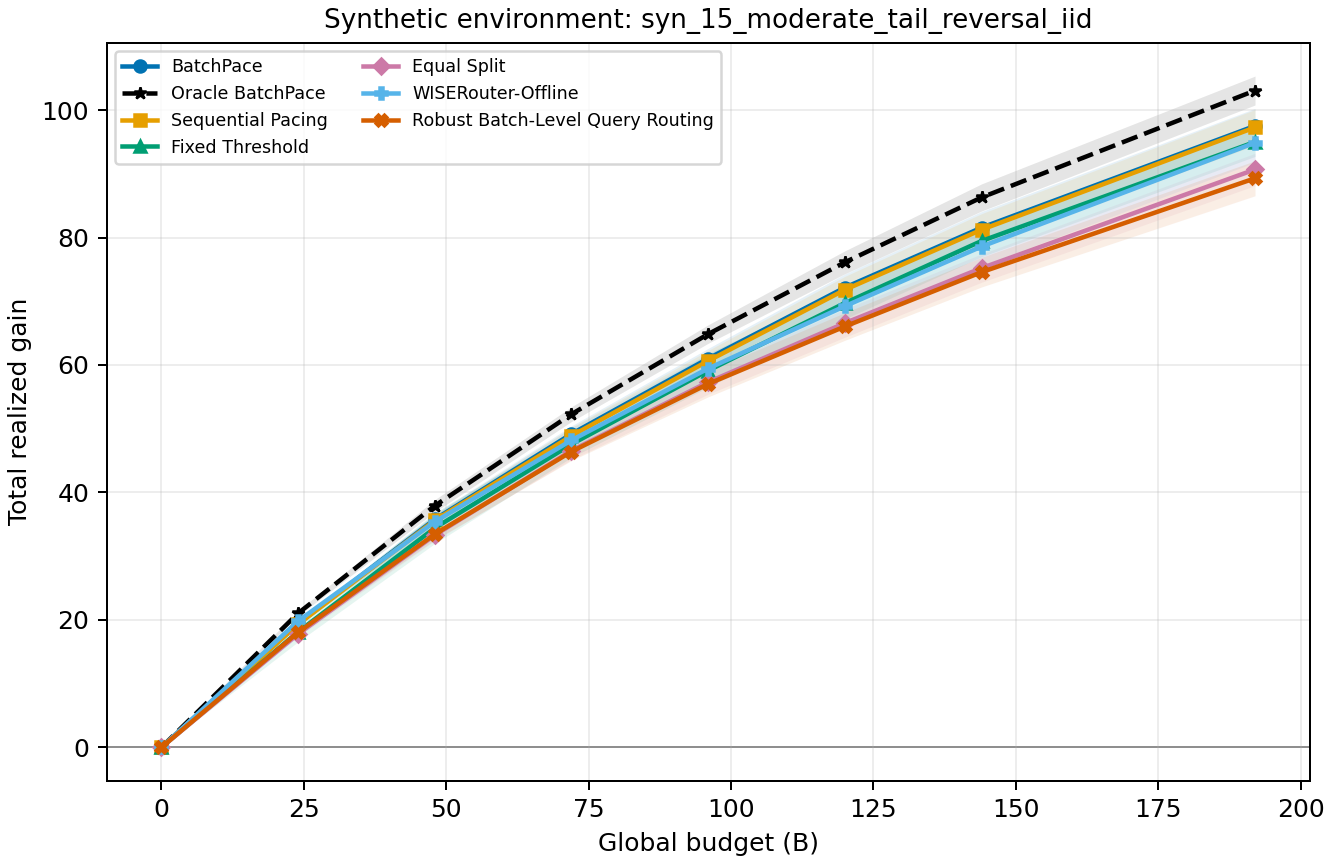 Synthetic environment: syn_15_moderate_tail_reversal_iid
BatchPace
Oracle BatchPace
Sequential Pacing
Fixed Threshold
Equal Split
WISERouter-Offline
Robust Batch-Level Query Routing
Total realized gain
100
80
60
40
20
0
0 25 50 75 100 125 150 175 200
Global budget (B)